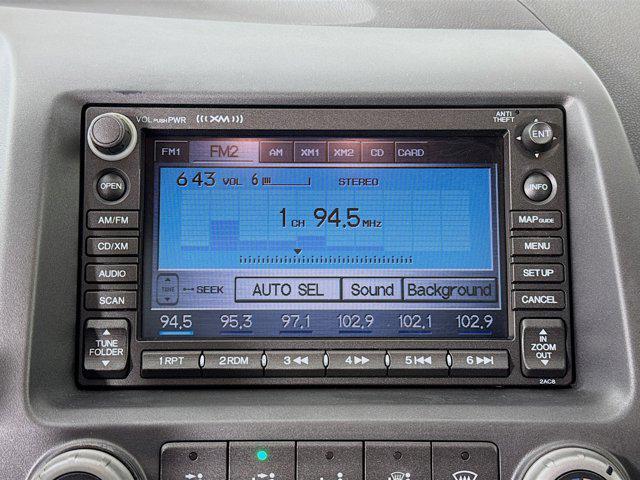 VOL PUSH PWR (((XM))) ANTI THEFT
FM1 FM2 AM XM1 XM2 CD CARD ENT
6:43 VOL 6 STEREO
OPEN INFO
1 CH 94.5 MHz
AM/FM MAP GUIDE
CD/XM MENU
AUDIO SETUP
TUNE SEEK AUTO SEL Sound Background
SCAN CANCEL
94.5 95.3 97.1 102.9 102.1 102.9
TUNE FOLDER IN ZOOM OUT
1 RPT 2 RDM 3 4 5 6
2AC8